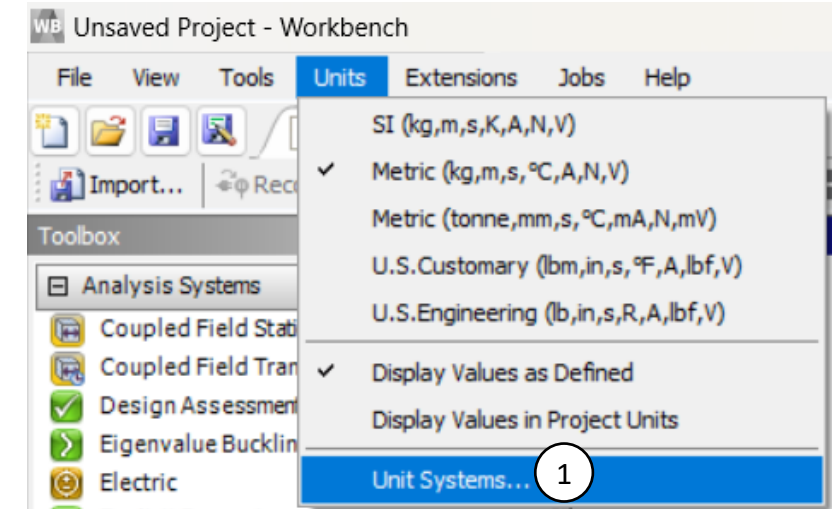 WB Unsaved Project - Workbench
File View Tools Units Extensions Jobs Help
SI (kg,m,s,K,A,N,V)
Import...
✓ Metric (kg,m,s,°C,A,N,V)
Metric (tonne,mm,s,°C,mA,N,mV)
Toolbox
U.S.Customary (lbm,in,s,°F,A,lbf,V)
Analysis Systems
U.S.Engineering (lb,in,s,R,A,lbf,V)
Coupled Field Stati
Coupled Field Tran
✓ Display Values as Defined
Design Assessmen
Display Values in Project Units
Eigenvalue Bucklin
Electric
Unit Systems... 1